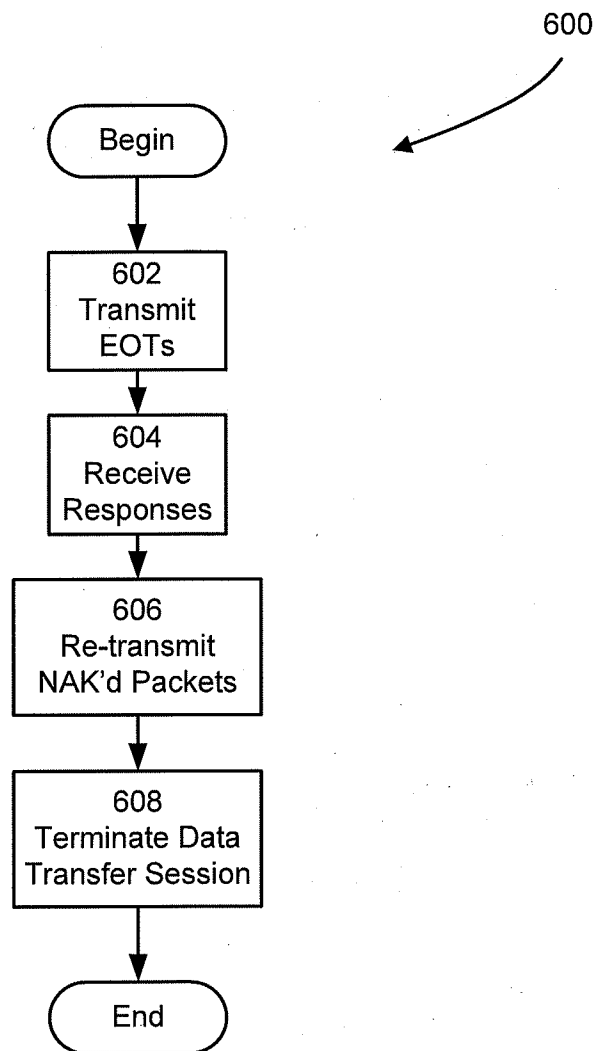 600
Begin
602
Transmit
EOTs
604
Receive
Responses
606
Re-transmit
NAK'd Packets
608
Terminate Data
Transfer Session
End